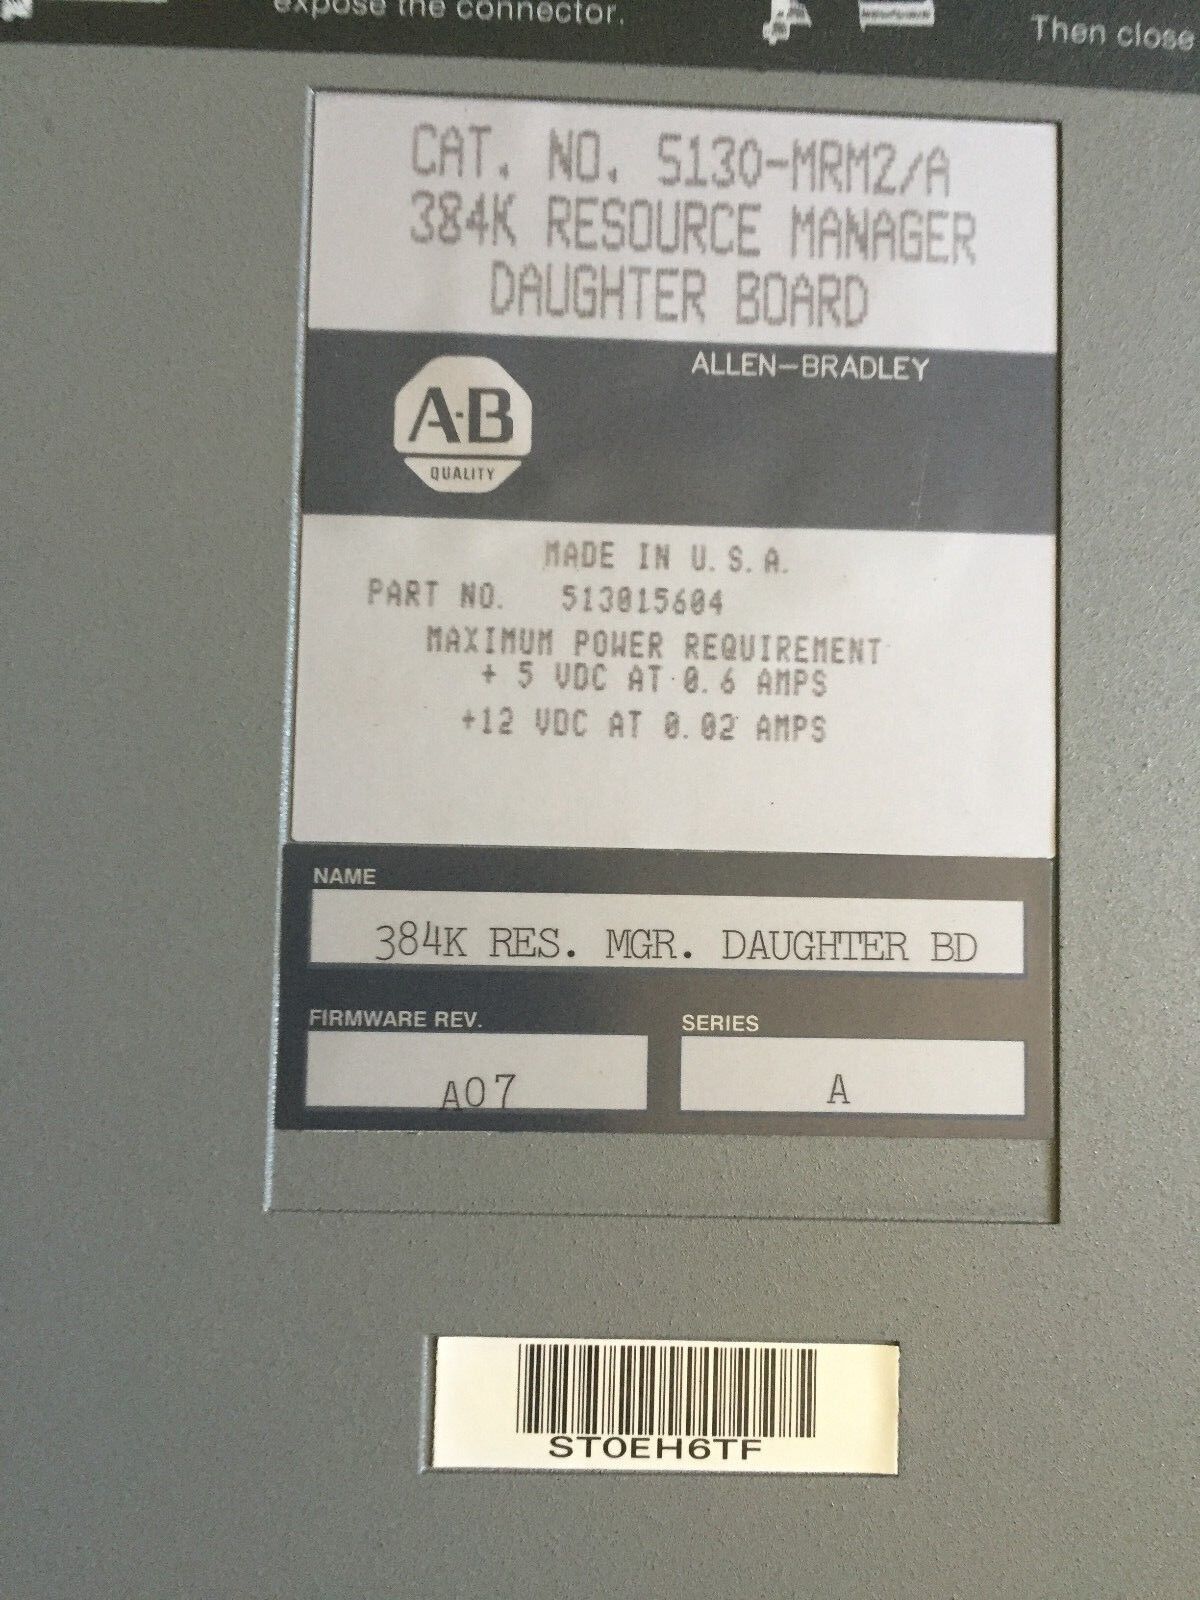 expose the connector.
Then close
CAT. NO. 5130-MRM2/A
384K RESOURCE MANAGER
DAUGHTER BOARD
ALLEN-BRADLEY
A-B
QUALITY
MADE IN U.S.A.
PART NO. 513015604
MAXIMUM POWER REQUIREMENT
+ 5 VDC AT 0.6 AMPS
+12 VDC AT 0.02 AMPS
NAME
384K RES. MGR. DAUGHTER BD
FIRMWARE REV.
A07
SERIES
A
STOEH6TF